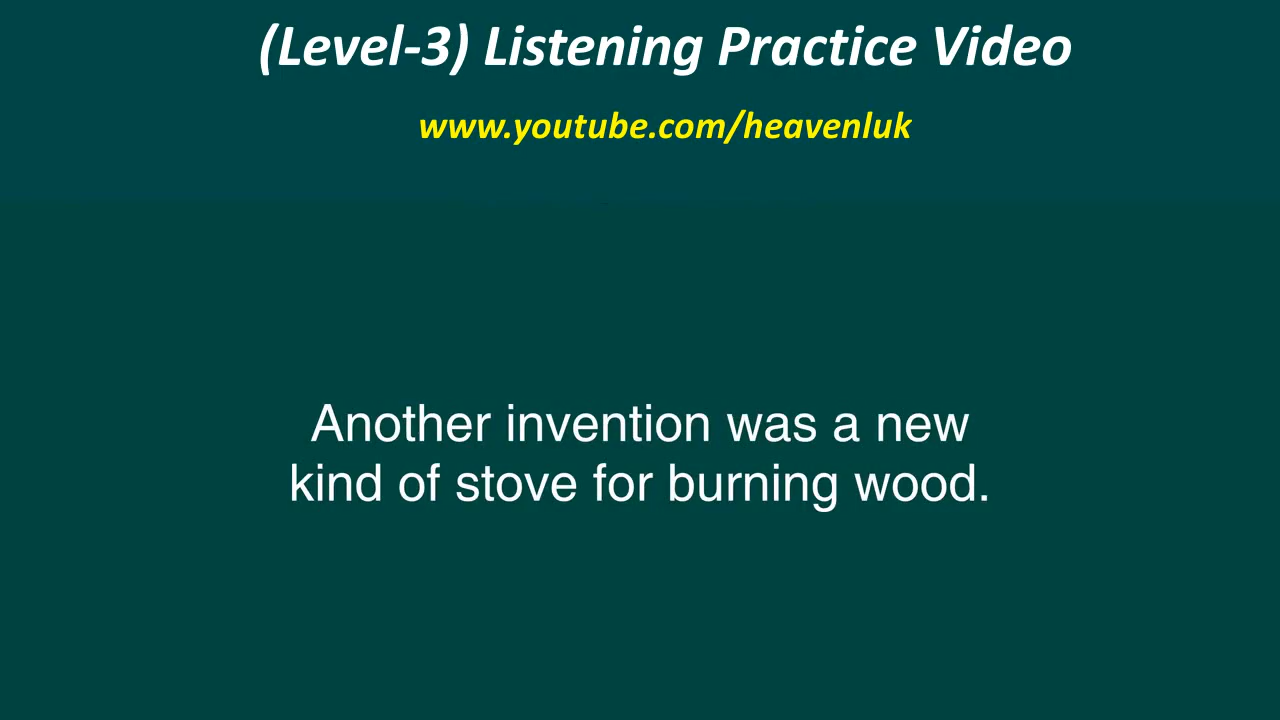 (Level-3) Listening Practice Video
www.youtube.com/heavenluk
Another invention was a new
kind of stove for burning wood.